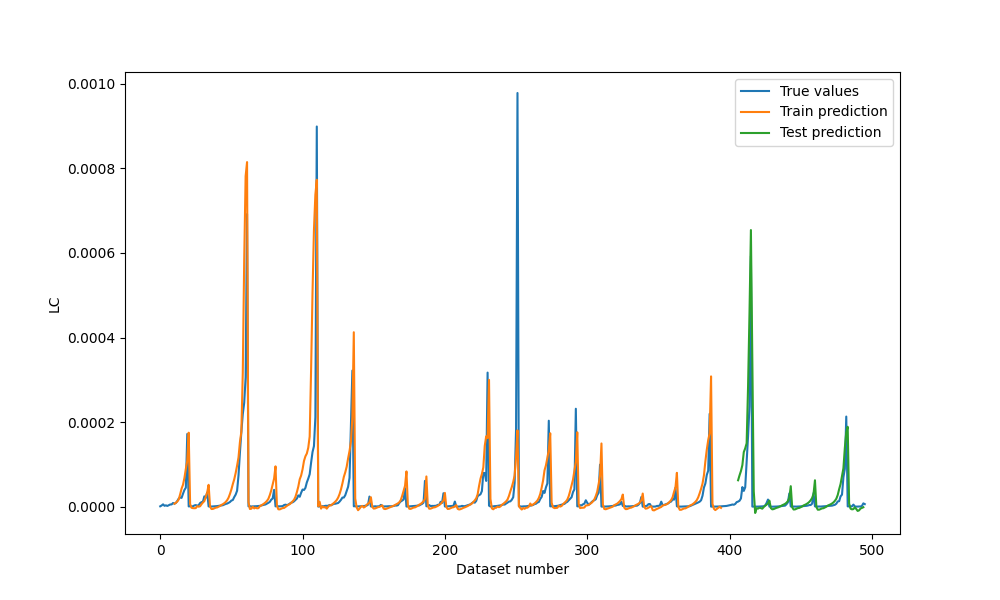 True values
Train prediction
Test prediction
0.0010
0.0008
0.0006
0.0004
0.0002
0.0000
LC
0
100
200
300
400
500
Dataset number